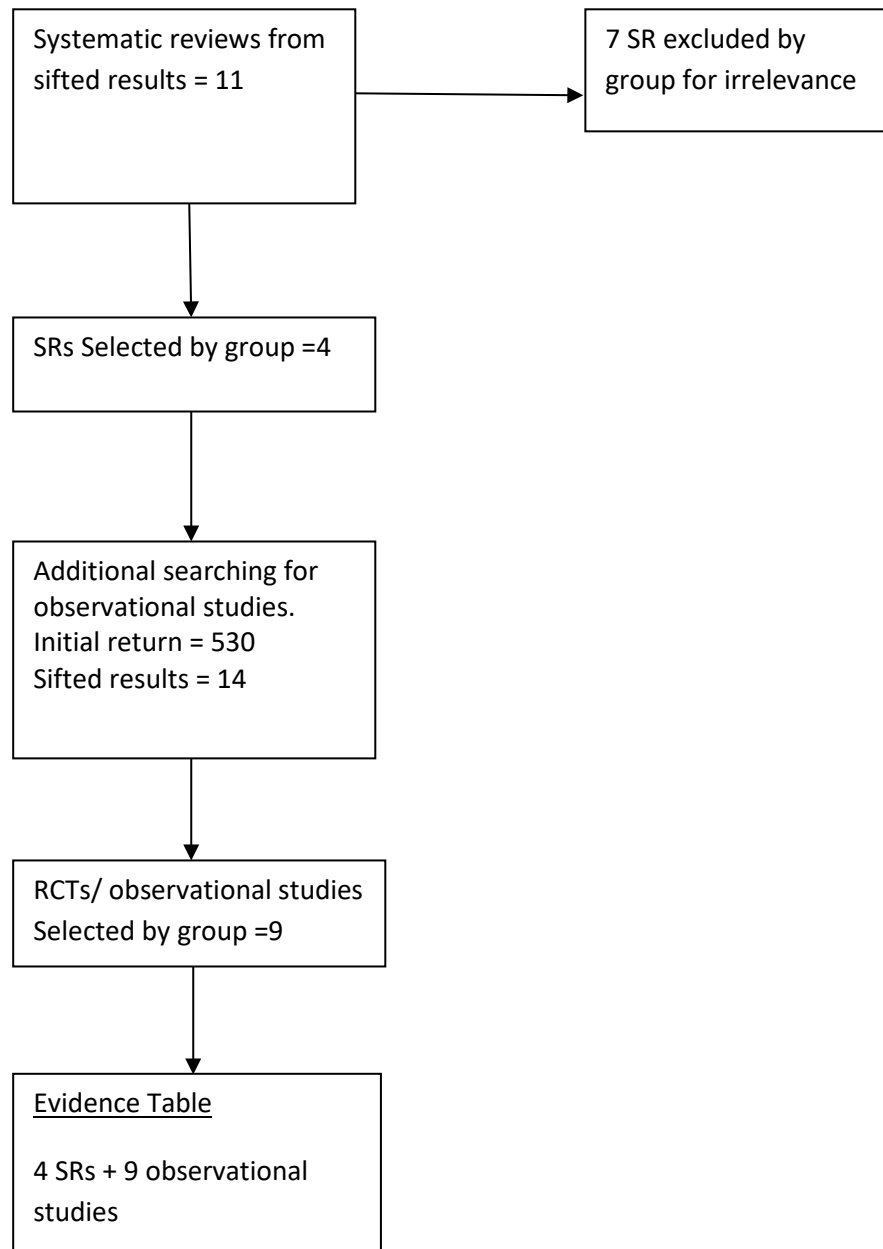 Systematic reviews from
sifted results = 11
7 SR excluded by
group for irrelevance
SRs Selected by group =4
Additional searching for
observational studies.
Initial return = 530
Sifted results = 14
RCTs/ observational studies
Selected by group =9
Evidence Table
4 SRs + 9 observational
studies